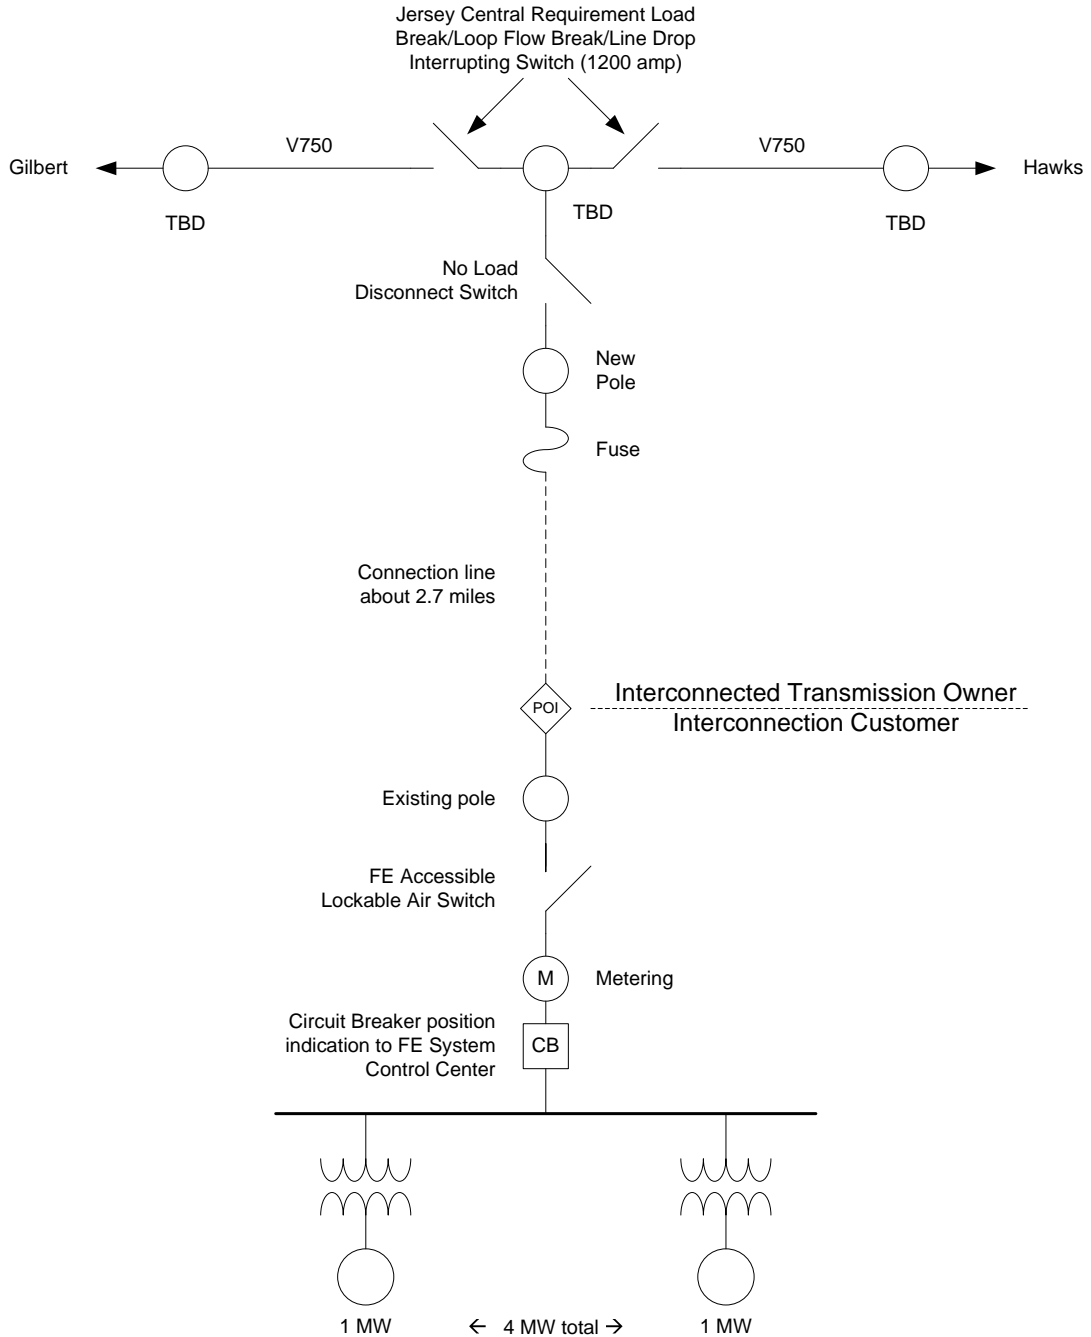 Jersey Central Requirement Load
Break/Loop Flow Break/Line Drop
Interrupting Switch (1200 amp)
V750
V750
Gilbert
Hawks
TBD
TBD
TBD
No Load
Disconnect Switch
New
Pole
Fuse
Connection line
about 2.7 miles
POI
Interconnected Transmission Owner
Interconnection Customer
Existing pole
FE Accessible
Lockable Air Switch
M
Metering
Circuit Breaker position
indication to FE System
Control Center
CB
1 MW
← 4 MW total →
1 MW